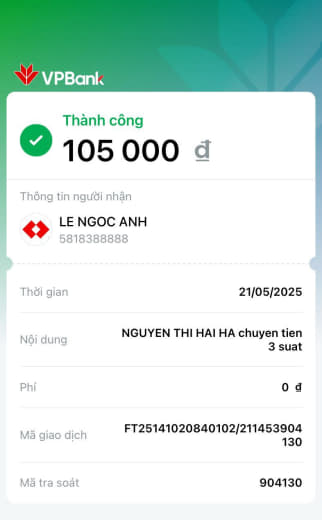 VPBank
Thành công
105 000 đ
Thông tin người nhận
LE NGOC ANH
5818388888
Thời gian 21/05/2025
Nội dung NGUYEN THI HAI HA chuyen tien
3 suat
Phí 0 đ
Mã giao dịch FT25141020840102/211453904
130
Mã tra soát 904130